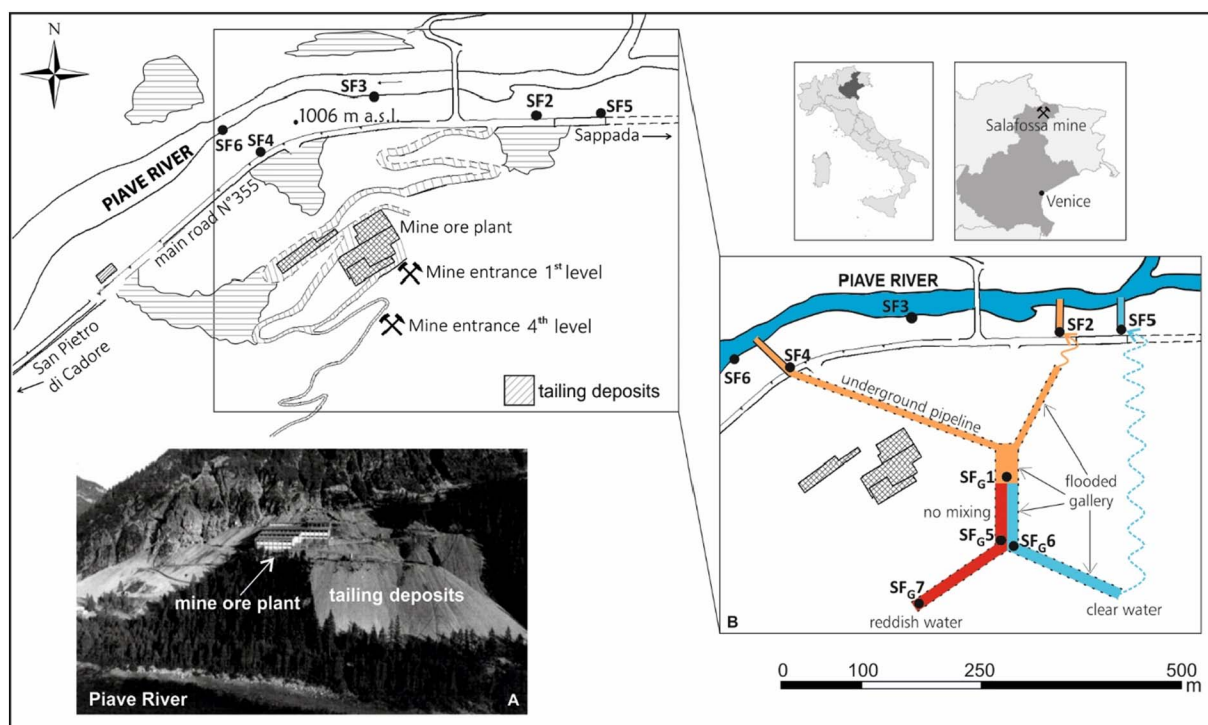 N
SF3
1006 m a.s.l.
SF2
SF5
Sappada
SF6
SF4
PIAVE RIVER
main road N°355
San Pietro
di Cadore
Mine ore plant
Mine entrance 1st level
Mine entrance 4th level
tailing deposits
Salafossa mine
Venice
mine ore plant
tailing deposits
Piave River
A
PIAVE RIVER
SF3
SF2
SF5
SF4
SF6
underground pipeline
SFG1
flooded
gallery
no mixing
SFG5
SFG6
SFG7
clear water
reddish water
B
0 100 250 500
m